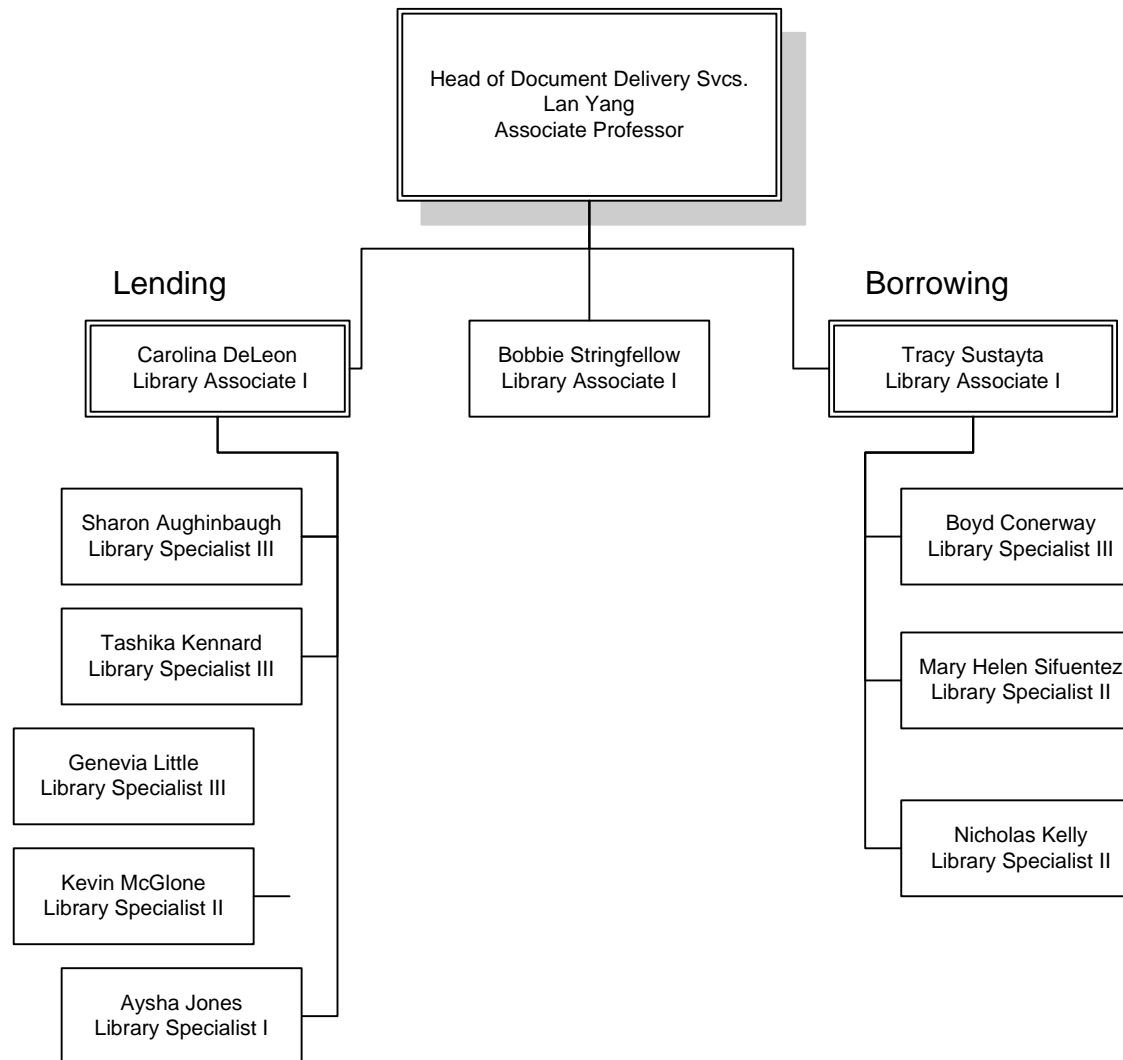 Head of Document Delivery Svcs.
Lan Yang
Associate Professor
Lending
Borrowing
Carolina DeLeon
Library Associate I
Bobbie Stringfellow
Library Associate I
Tracy Sustayta
Library Associate I
Sharon Aughinbaugh
Library Specialist III
Tashika Kennard
Library Specialist III
Genevia Little
Library Specialist III
Kevin McGlone
Library Specialist II
Aysha Jones
Library Specialist I
Boyd Conerway
Library Specialist III
Mary Helen Sifuentez
Library Specialist II
Nicholas Kelly
Library Specialist II